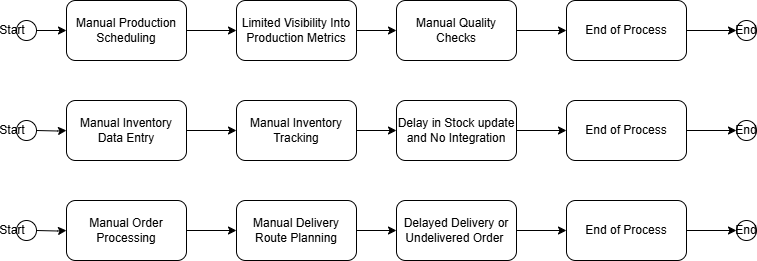 Start
Manual Production
Scheduling
Limited Visibility Into
Production Metrics
Manual Quality
Checks
End of Process
End
Start
Manual Inventory
Data Entry
Manual Inventory
Tracking
Delay in Stock update
and No Integration
End of Process
End
Start
Manual Order
Processing
Manual Delivery
Route Planning
Delayed Delivery or
Undelivered Order
End of Process
End